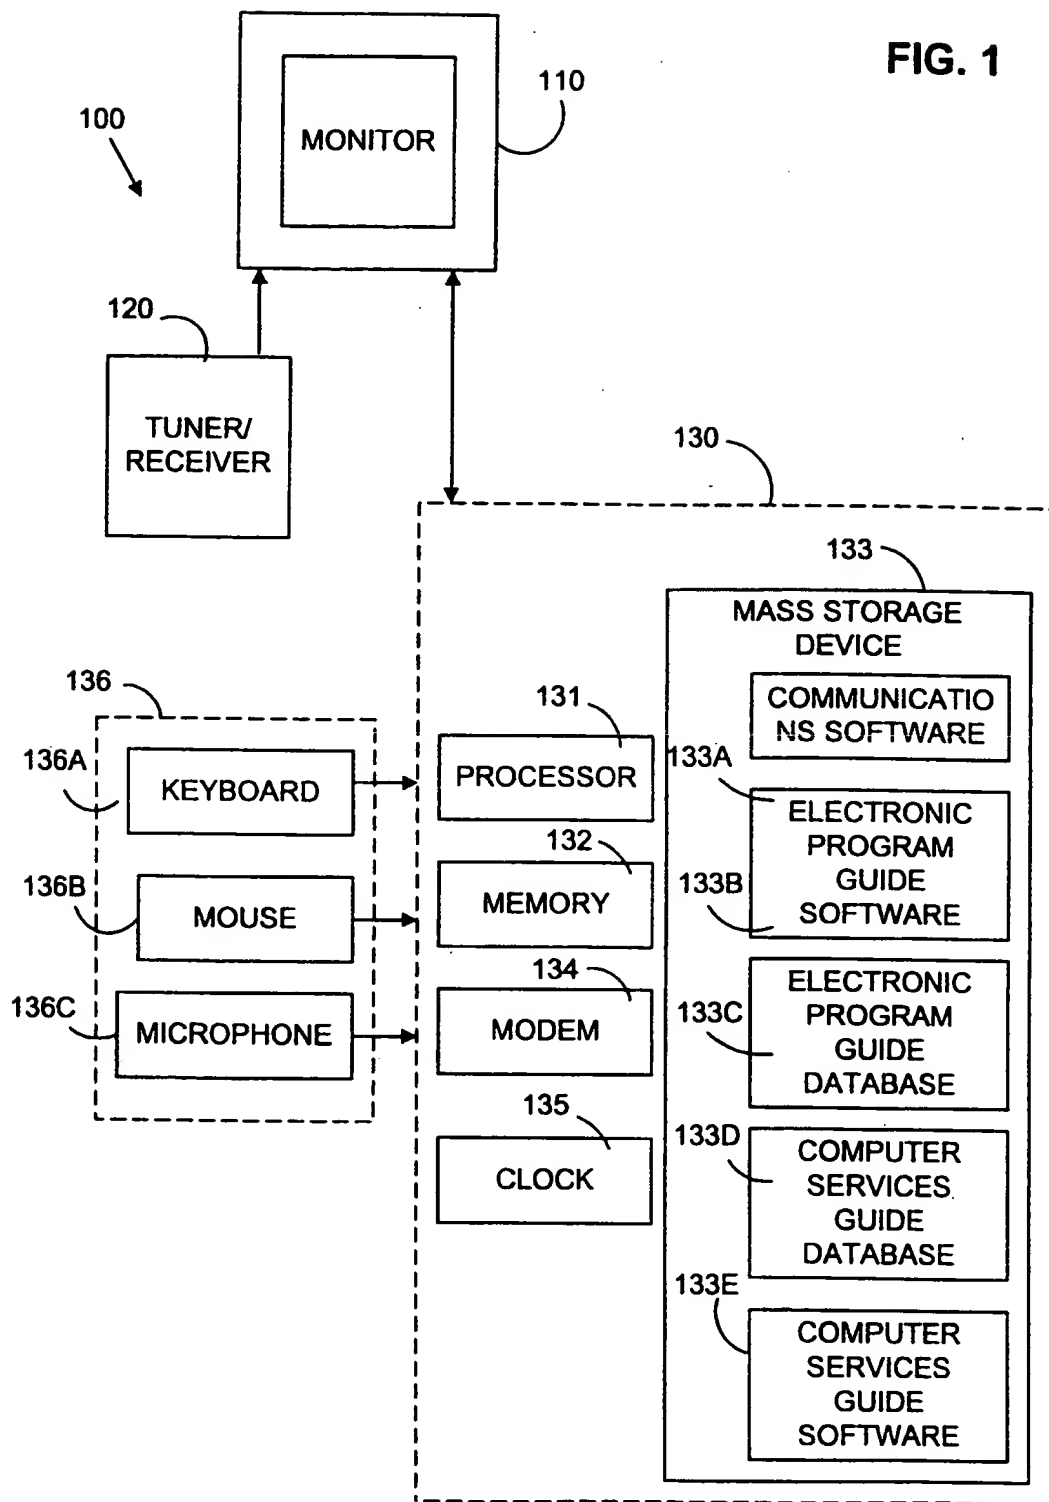 FIG. 1
110
100
MONITOR
120
TUNER/
RECEIVER
130
133
MASS STORAGE
DEVICE
136
131
COMMUNICATIO
NS SOFTWARE
136A
KEYBOARD
PROCESSOR
133A
ELECTRONIC
PROGRAM
GUIDE
SOFTWARE
132
136B
MOUSE
MEMORY
133B
134
136C
MICROPHONE
MODEM
133C
ELECTRONIC
PROGRAM
GUIDE
DATABASE
135
CLOCK
133D
COMPUTER
SERVICES
GUIDE
DATABASE
133E
COMPUTER
SERVICES
GUIDE
SOFTWARE